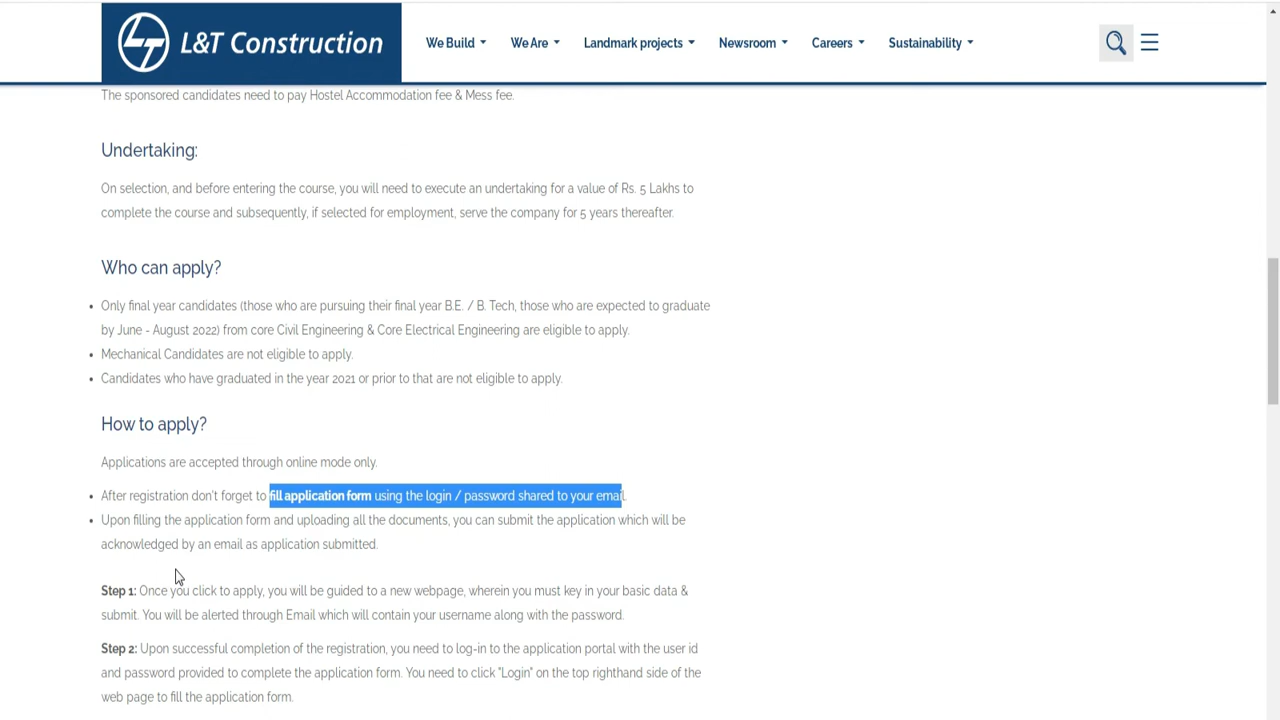 L&T Construction
We Build We Are Landmark projects Newsroom Careers Sustainability
The sponsored candidates need to pay Hostel Accommodation fee & Mess fee.
Undertaking:
On selection, and before entering the course, you will need to execute an undertaking for a value of Rs. 5 Lakhs to
complete the course and subsequently, if selected for employment, serve the company for 5 years thereafter.
Who can apply?
• Only final year candidates (those who are pursuing their final year B.E. / B. Tech, those who are expected to graduate
by June - August 2022) from core Civil Engineering & Core Electrical Engineering are eligible to apply.
• Mechanical Candidates are not eligible to apply.
• Candidates who have graduated in the year 2021 or prior to that are not eligible to apply.
How to apply?
Applications are accepted through online mode only.
• After registration don't forget to fill application form using the login / password shared to your email.
• Upon filling the application form and uploading all the documents, you can submit the application which will be
acknowledged by an email as application submitted.
Step 1: Once you click to apply, you will be guided to a new webpage, wherein you must key in your basic data &
submit. You will be alerted through Email which will contain your username along with the password.
Step 2: Upon successful completion of the registration, you need to log-in to the application portal with the user id
and password provided to complete the application form. You need to click "Login" on the top righthand side of the
web page to fill the application form.